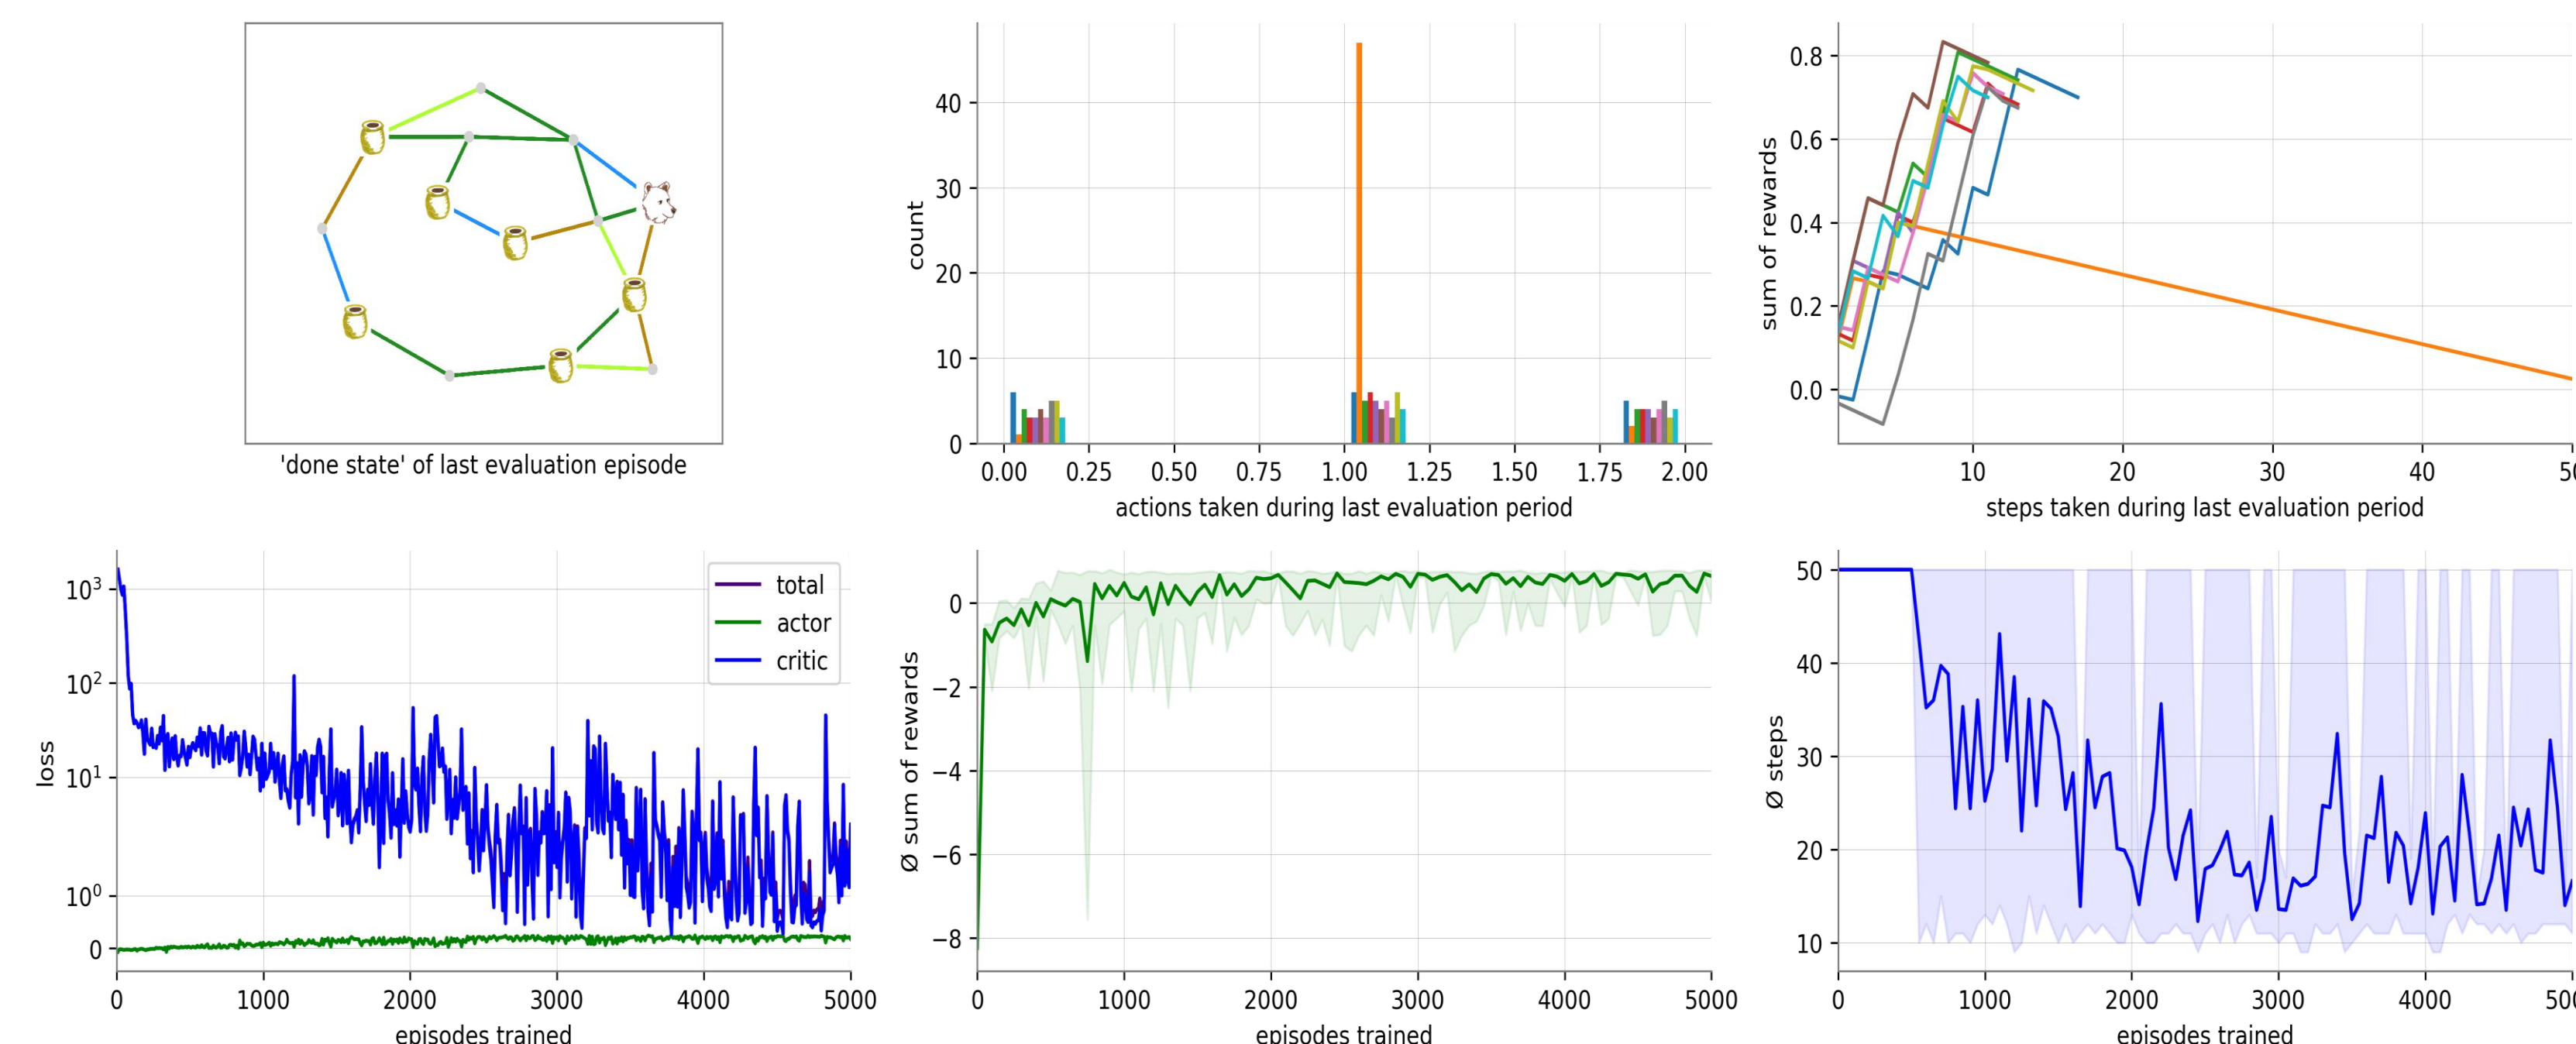 'done state' of last evaluation episode
40
30
20
10
0
count
0.00 0.25 0.50 0.75 1.00 1.25 1.50 1.75 2.00
actions taken during last evaluation period
0.8
0.6
0.4
0.2
0.0
sum of rewards
10 20 30 40
steps taken during last evaluation period
10³
10²
10¹
10⁰
0
loss
total
actor
critic
0 1000 2000 3000 4000 5000
episodes trained
0
−2
−4
−6
−8
Ø sum of rewards
0 1000 2000 3000 4000 5000
episodes trained
50
40
30
20
10
Ø steps
0 1000 2000 3000 4000
episodes trained